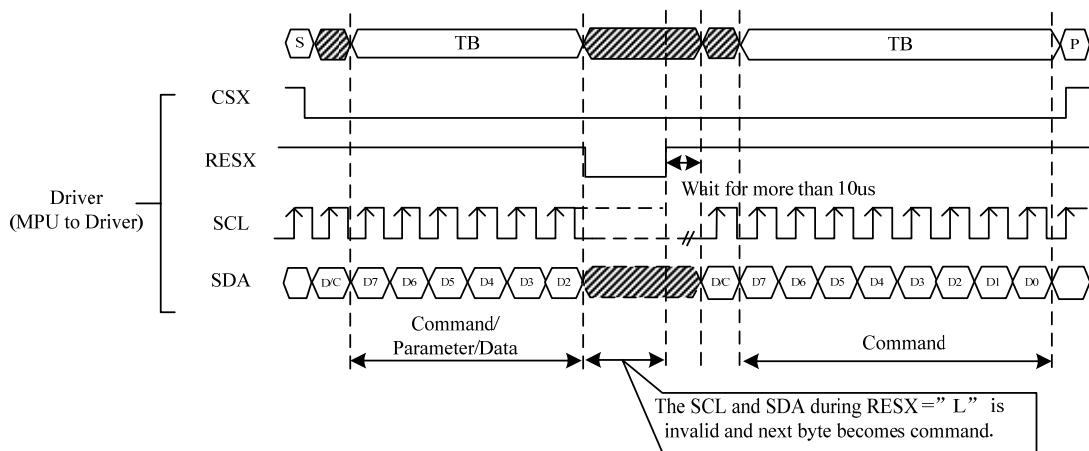 S TB TB P
CSX
RESX
Wait for more than 10us
Driver
(MPU to Driver)
SCL
SDA D/C D7 D6 D5 D4 D3 D2 D/C D7 D6 D5 D4 D3 D2 D1 D0
Command/
Parameter/Data
Command
The SCL and SDA during RESX=”L” is
invalid and next byte becomes command.